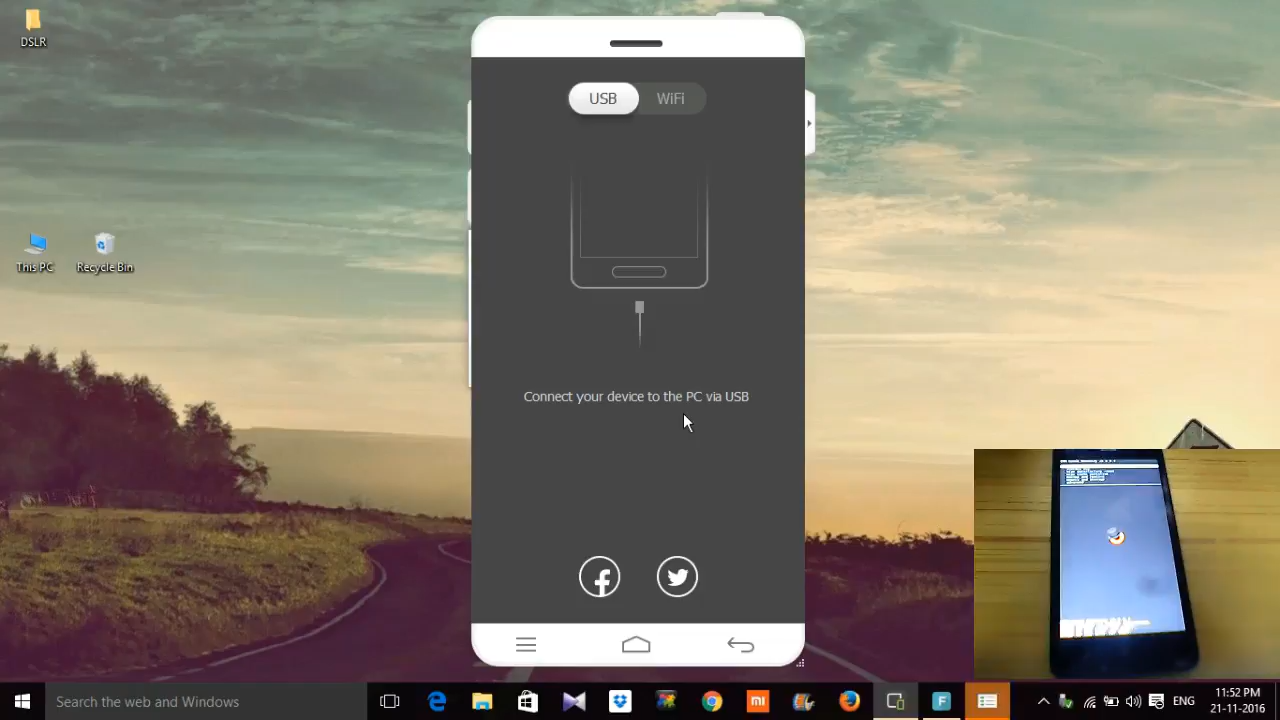 DSLR
USB
WiFi
This PC
Recycle Bin
Connect your device to the PC via USB
Search the web and Windows
mi
F
ENG
11:52 PM
21-11-2016